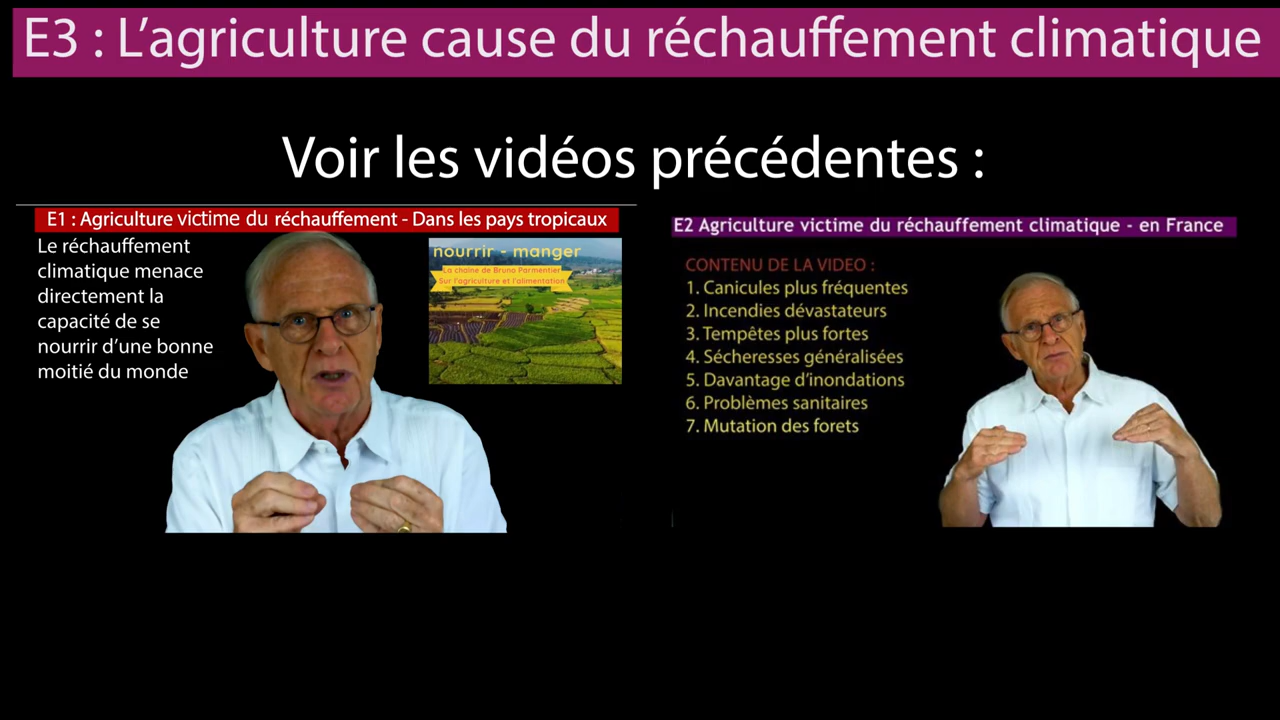 E3 : L’agriculture cause du réchauffement climatique
Voir les vidéos précédentes :
E1 : Agriculture victime du réchauffement - Dans les pays tropicaux
Le réchauffement
climatique menace
directement la
capacité de se
nourrir d’une bonne
moitié du monde
nourrir - manger
La chaine de Bruno Parmentier
Sur l'agriculture et l'alimentation
E2 Agriculture victime du réchauffement climatique - en France
CONTENU DE LA VIDEO :
1. Canicules plus fréquentes
2. Incendies dévastateurs
3. Tempêtes plus fortes
4. Sécheresses généralisées
5. Davantage d’inondations
6. Problèmes sanitaires
7. Mutation des forets